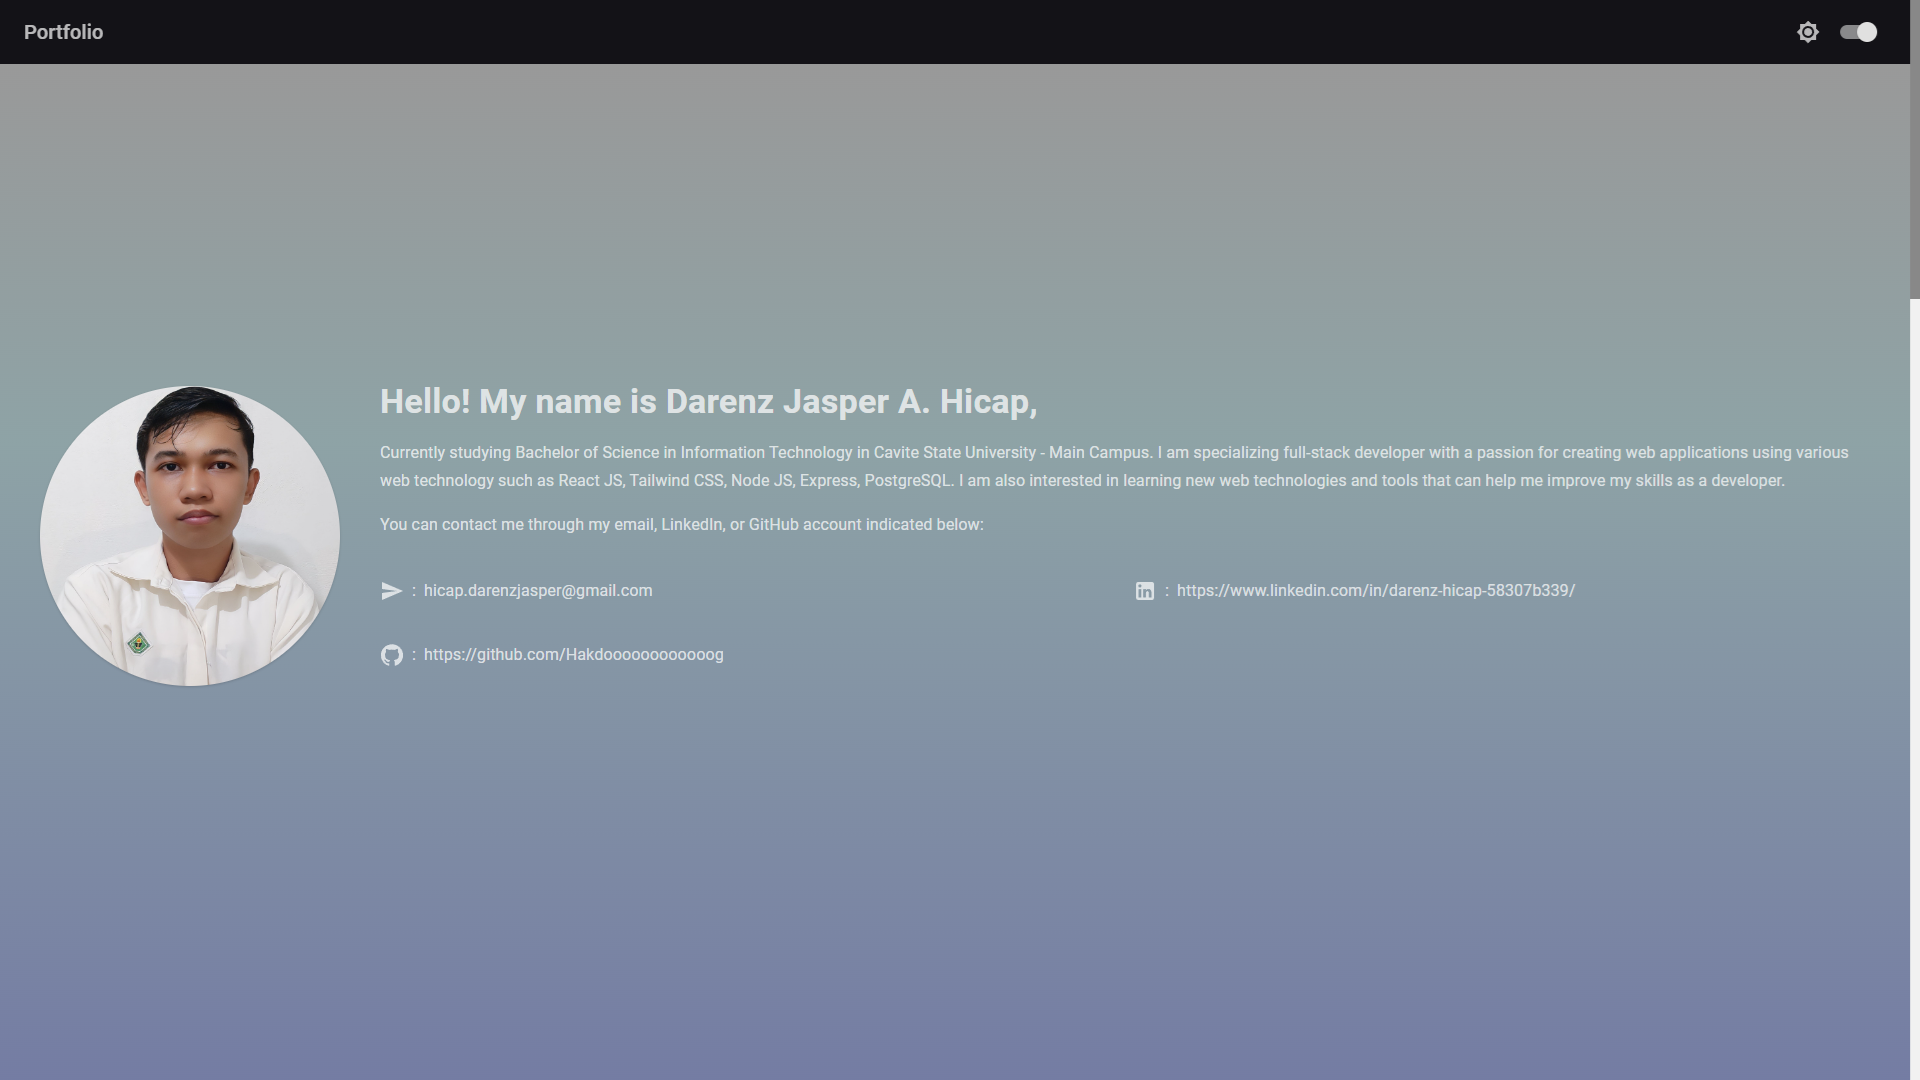 Portfolio
Hello! My name is Darenz Jasper A. Hicap,
Currently studying Bachelor of Science in Information Technology in Cavite State University - Main Campus. I am specializing full-stack developer with a passion for creating web applications using various
web technology such as React JS, Tailwind CSS, Node JS, Express, PostgreSQL. I am also interested in learning new web technologies and tools that can help me improve my skills as a developer.
You can contact me through my email, LinkedIn, or GitHub account indicated below:
: hicap.darenzjasper@gmail.com
: https://www.linkedin.com/in/darenz-hicap-58307b339/
: https://github.com/Hakdoooooooooooog